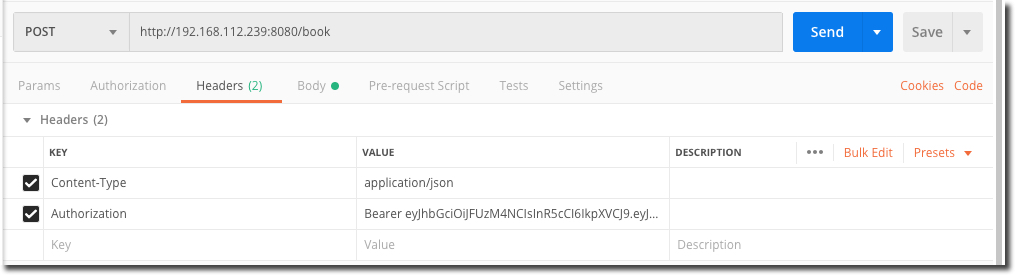 POST http://192.168.112.239:8080/book Send Save
Params Authorization Headers (2) Body Pre-request Script Tests Settings Cookies Code
Headers (2)
KEY VALUE DESCRIPTION ••• Bulk Edit Presets
Content-Type application/json
Authorization Bearer eyJhbGciOiJFUzM4NCIsInR5cCI6IkpXVCJ9.eyJ...
Key Value Description